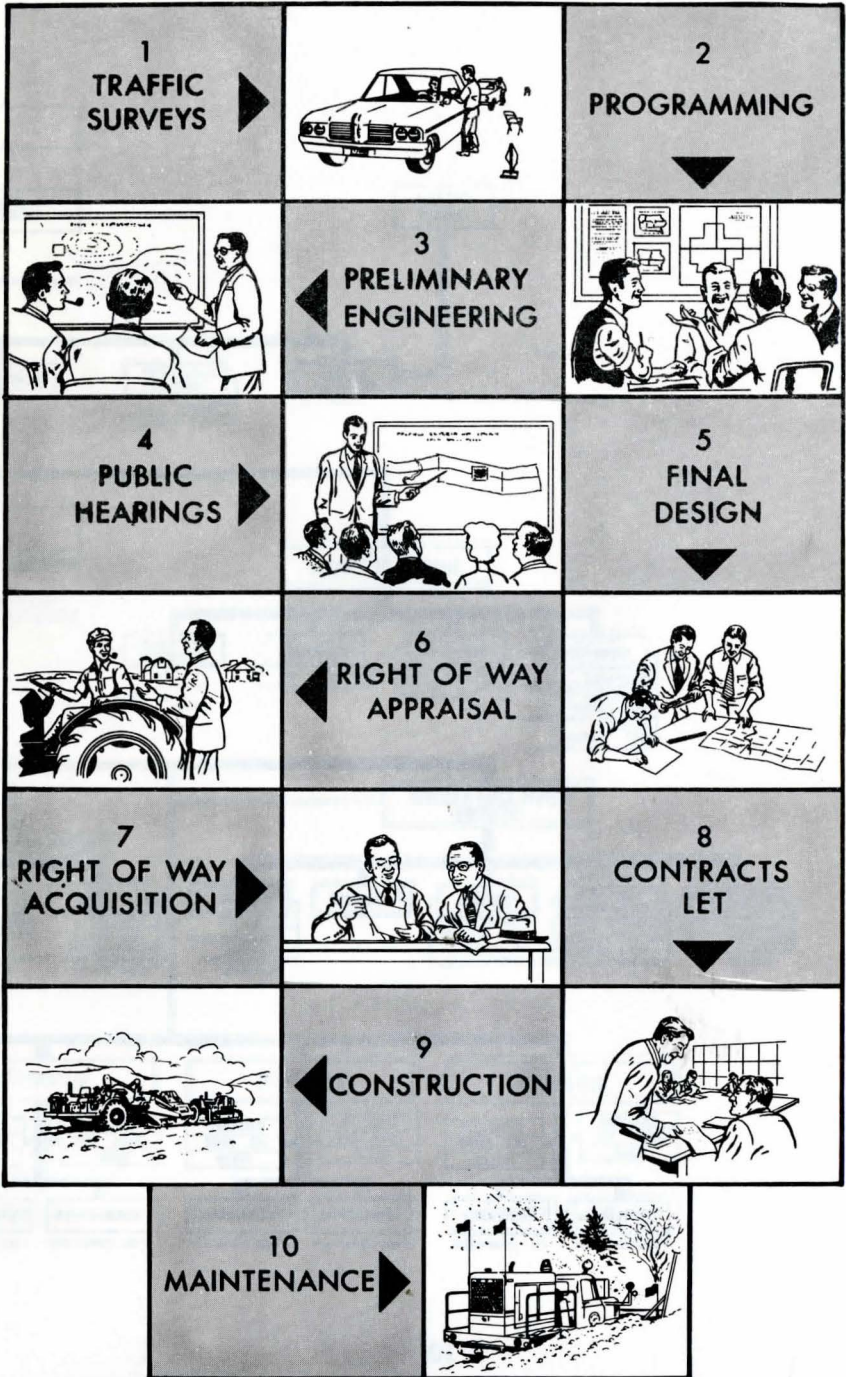 1
TRAFFIC
SURVEYS
2
PROGRAMMING
3
PRELIMINARY
ENGINEERING
4
PUBLIC
HEARINGS
5
FINAL
DESIGN
6
RIGHT OF WAY
APPRAISAL
7
RIGHT OF WAY
ACQUISITION
8
CONTRACTS
LET
9
CONSTRUCTION
10
MAINTENANCE